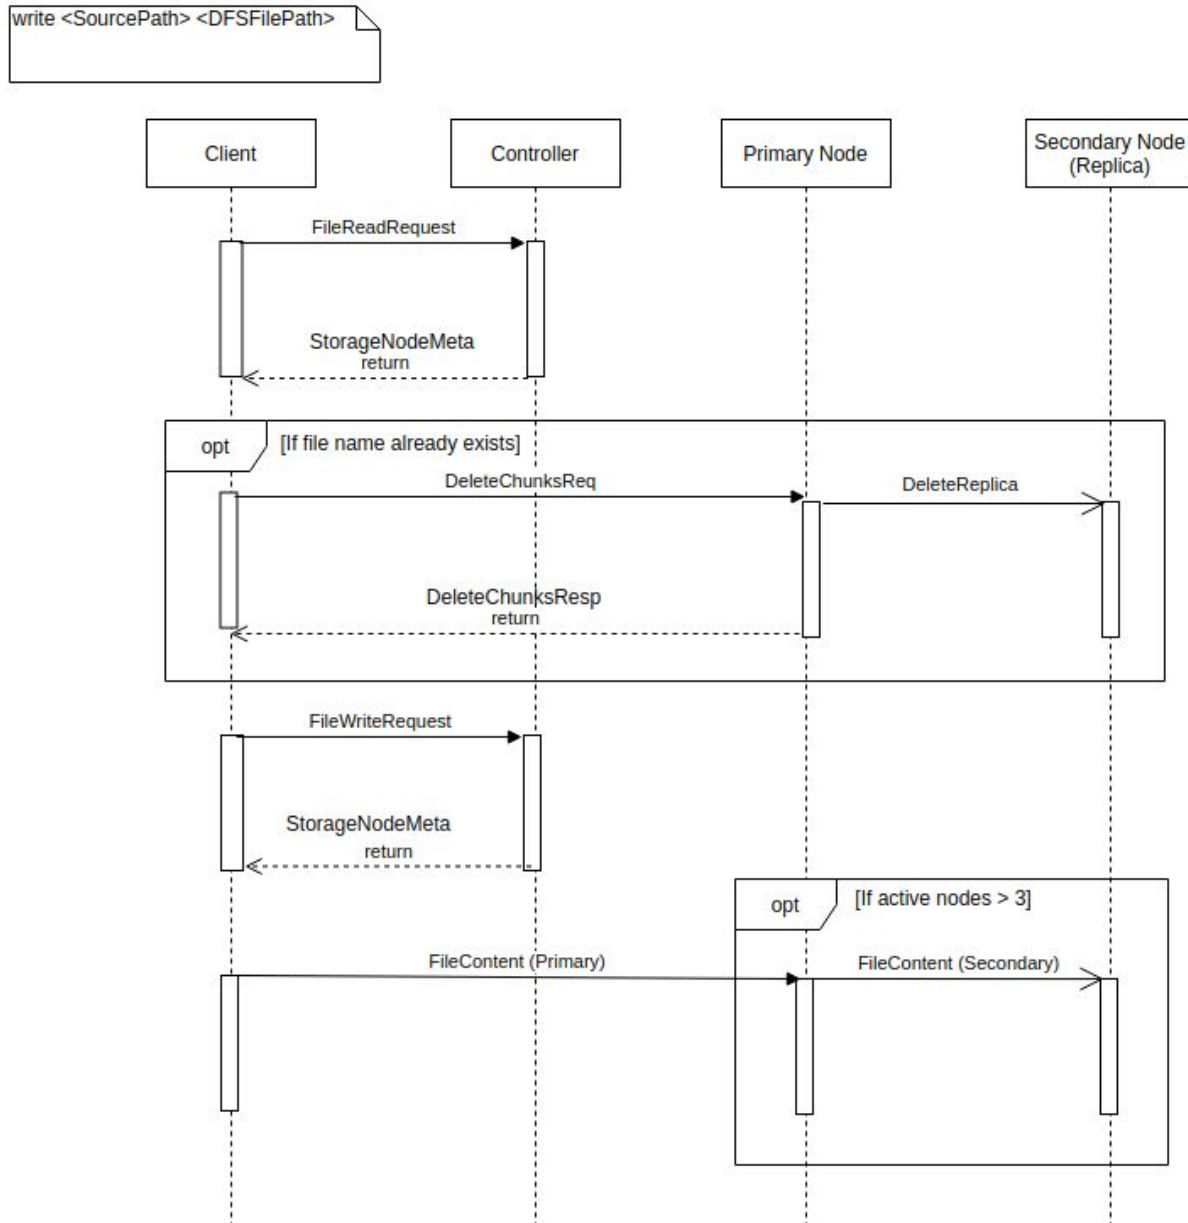 write <SourcePath> <DFSFilePath>
Client
Controller
Primary Node
Secondary Node
(Replica)
FileReadRequest
StorageNodeMeta
return
opt
[If file name already exists]
DeleteChunksReq
DeleteReplica
DeleteChunksResp
return
FileWriteRequest
StorageNodeMeta
return
opt
[If active nodes > 3]
FileContent (Primary)
FileContent (Secondary)